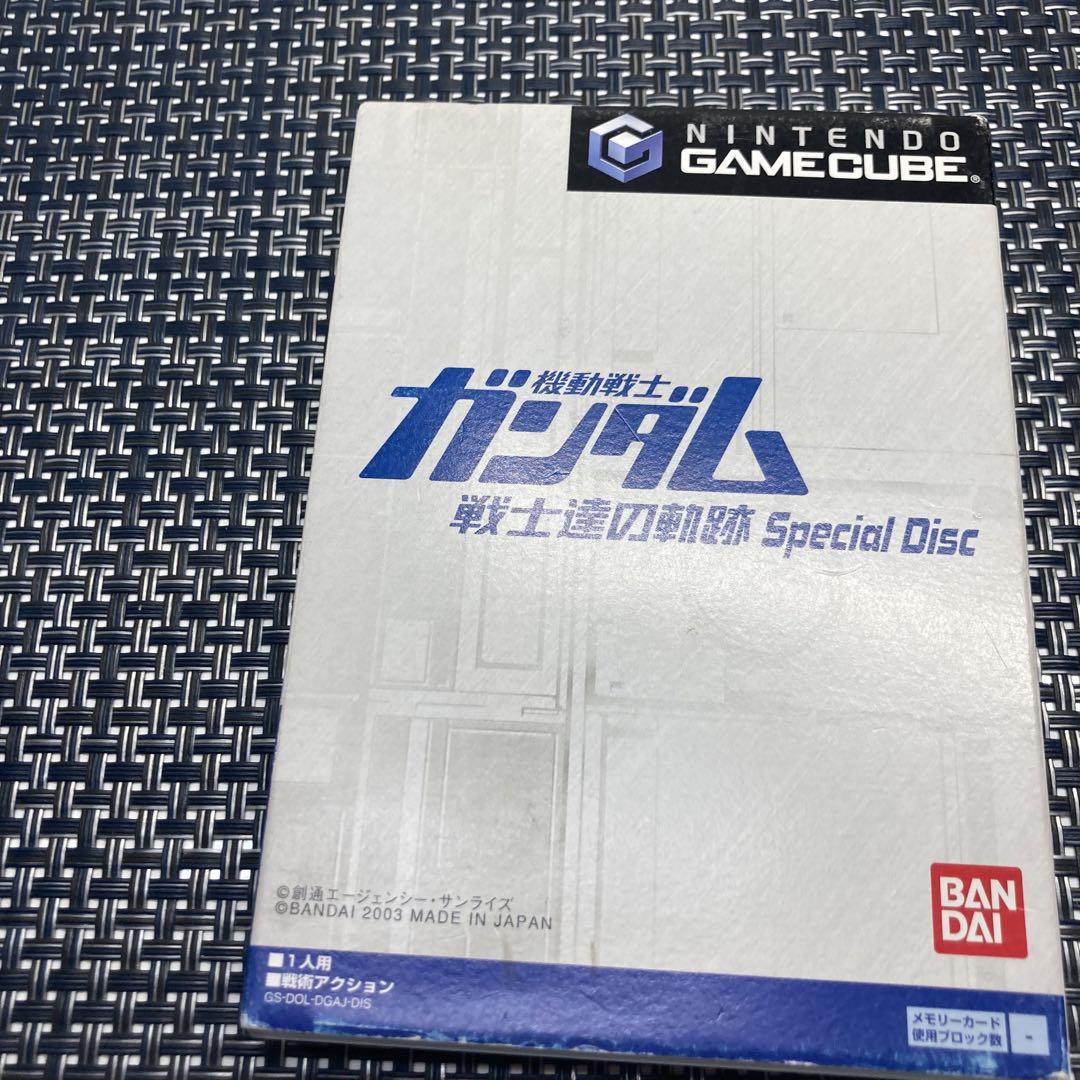 NINTENDO
GAMECUBE®
機動戦士
ガンダム
戦士達の軌跡 Special Disc
©創通エージェンシー・サンライズ
©BANDAI 2003 MADE IN JAPAN
BAN
DAI
■1人用
■戦術アクション
GS-DOL-DGAJ-DIS
メモリーカード
使用ブロック数 -